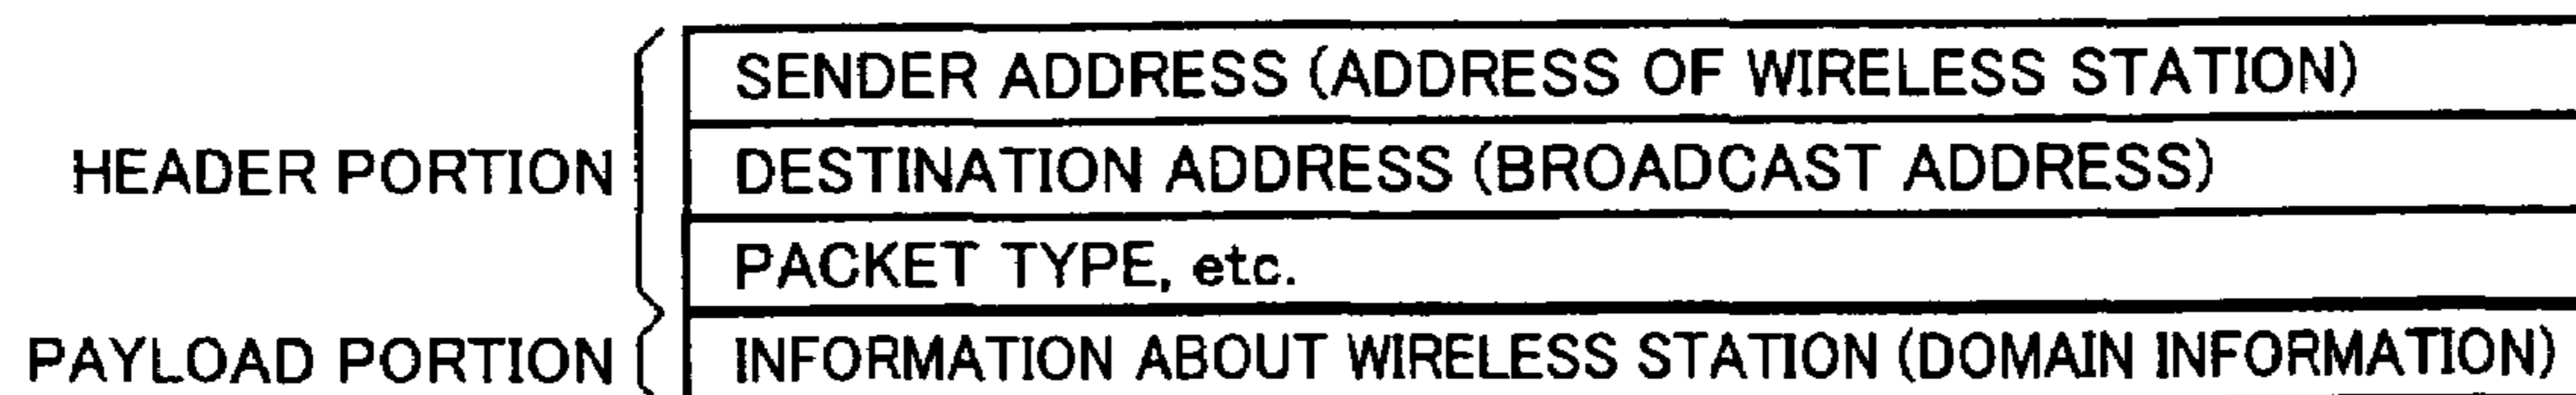 SENDER ADDRESS (ADDRESS OF WIRELESS STATION)
HEADER PORTION DESTINATION ADDRESS (BROADCAST ADDRESS)
PACKET TYPE, etc.
PAYLOAD PORTION INFORMATION ABOUT WIRELESS STATION (DOMAIN INFORMATION)